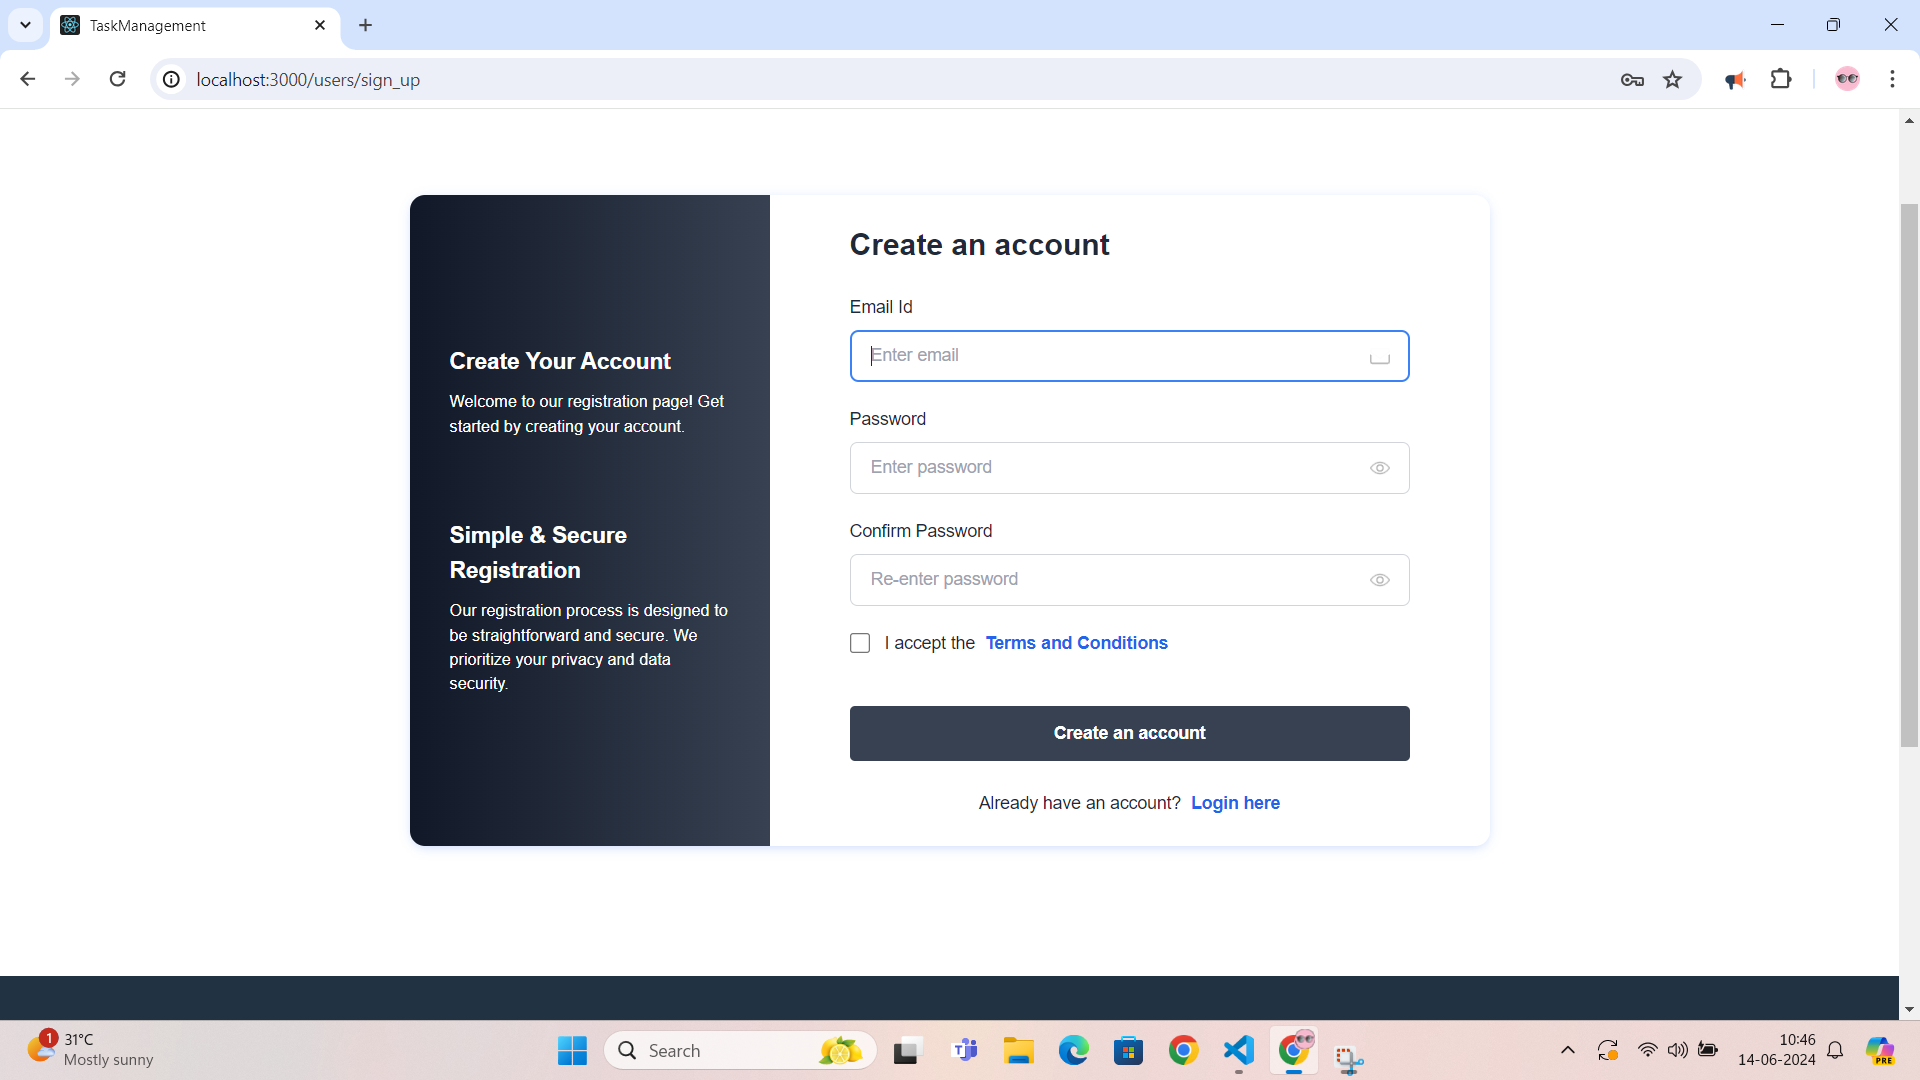 TaskManagement
localhost:3000/users/sign_up
Create Your Account
Welcome to our registration page! Get
started by creating your account.
Simple & Secure
Registration
Our registration process is designed to
be straightforward and secure. We
prioritize your privacy and data
security.
Create an account
Email Id
Enter email
Password
Enter password
Confirm Password
Re-enter password
I accept the Terms and Conditions
Create an account
Already have an account? Login here
1
31°C
Mostly sunny
Search
T
10:46
14-06-2024
PRE